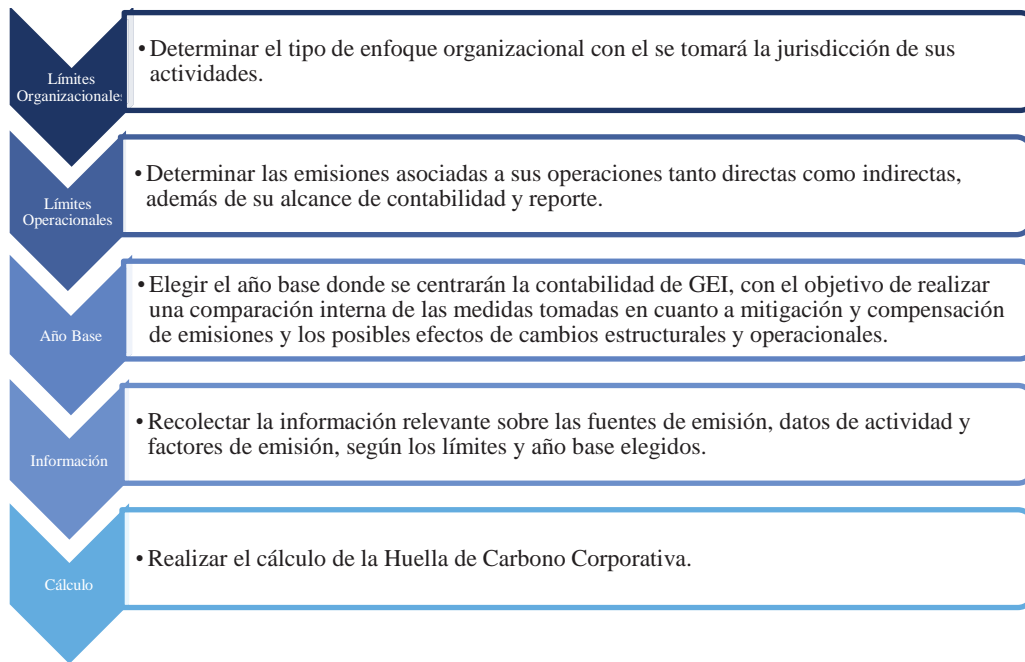 Límites
Organizacionales
• Determinar el tipo de enfoque organizacional con el se tomará la jurisdicción de sus
actividades.
Límites
Operacionales
• Determinar las emisiones asociadas a sus operaciones tanto directas como indirectas,
además de su alcance de contabilidad y reporte.
Año Base
• Elegir el año base donde se centrarán la contabilidad de GEI, con el objetivo de realizar
una comparación interna de las medidas tomadas en cuanto a mitigación y compensación
de emisiones y los posibles efectos de cambios estructurales y operacionales.
Información
• Recolectar la información relevante sobre las fuentes de emisión, datos de actividad y
factores de emisión, según los límites y año base elegidos.
Cálculo
• Realizar el cálculo de la Huella de Carbono Corporativa.